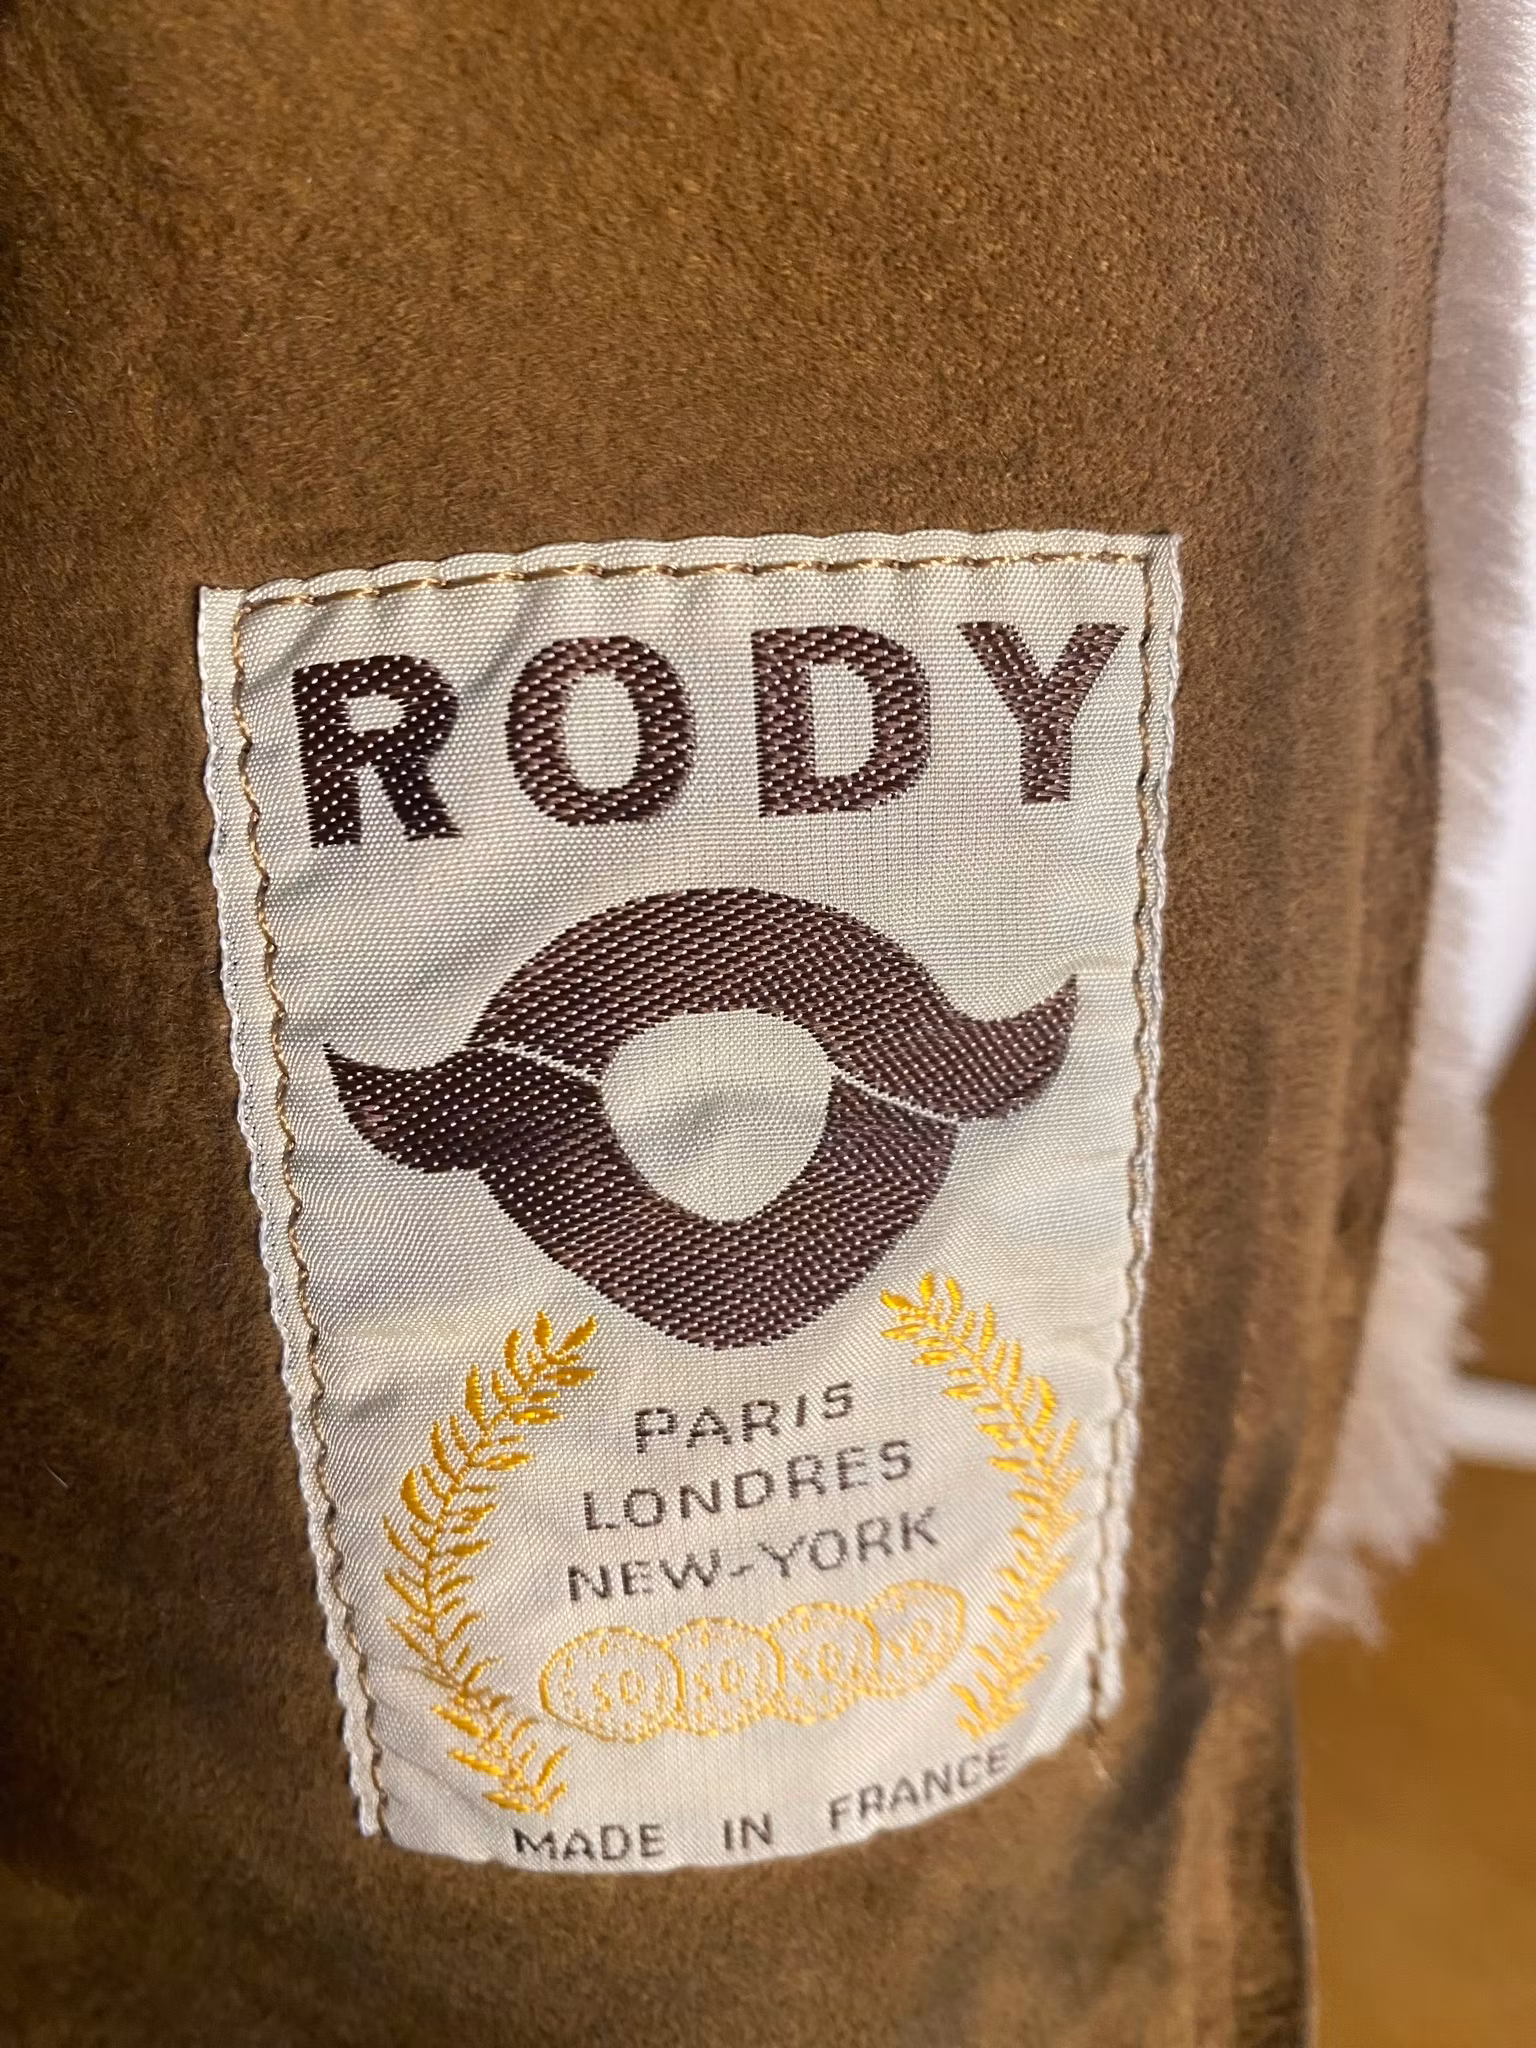 RODY
PARIS
LONDRES
NEW-YORK
MADE IN FRANCE